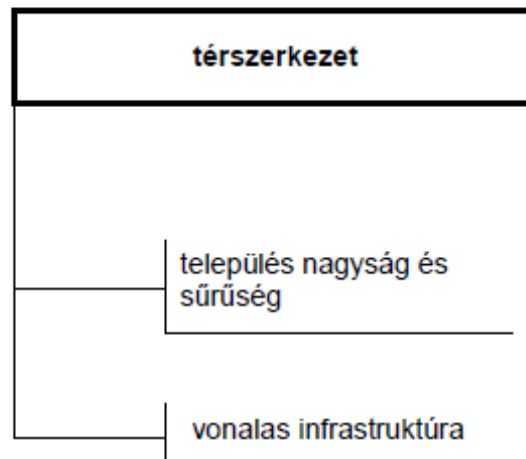 térszerkezet
település nagyság és
sűrűség
vonalas infrastruktúra